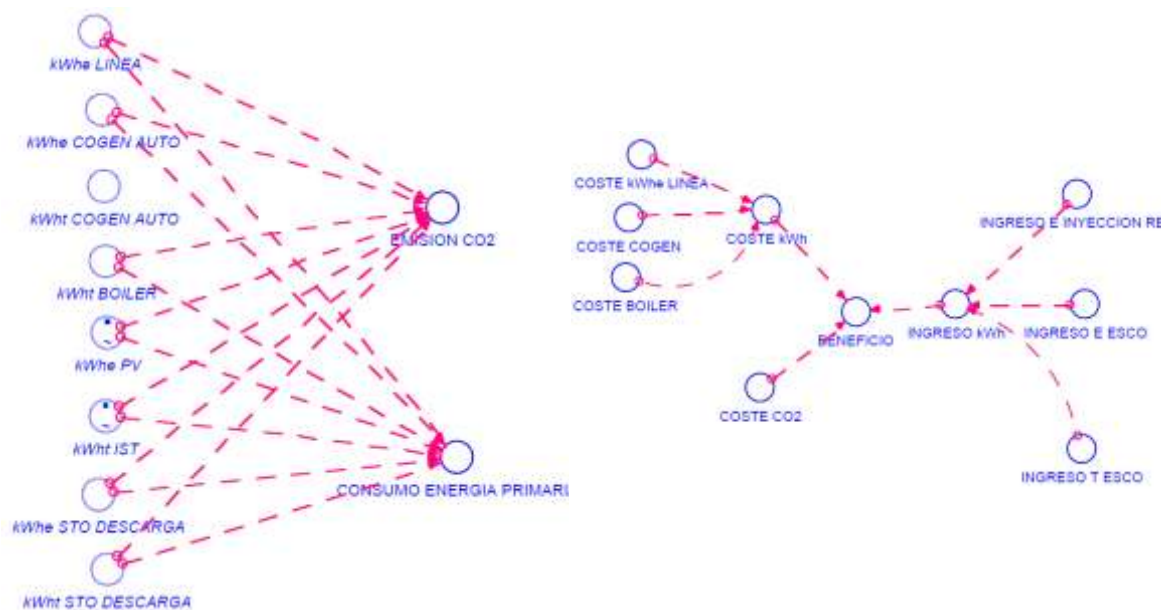 kWhe LINEA
kWhe COGEN AUTO
kWht COGEN AUTO
kWht BOILER
kWhe PV
kWht IST
kWhe STO DESCARGA
kWht STO DESCARGA
EMISION CO2
CONSUMO ENERGIA PRIMARI
COSTE kWhe LINEA
COSTE COGEN
COSTE BOILER
COSTE kWh
BENEFICIO
COSTE CO2
INGRESO kWh
INGRESO E INYECCION RE
INGRESO E ESCO
INGRESO T ESCO